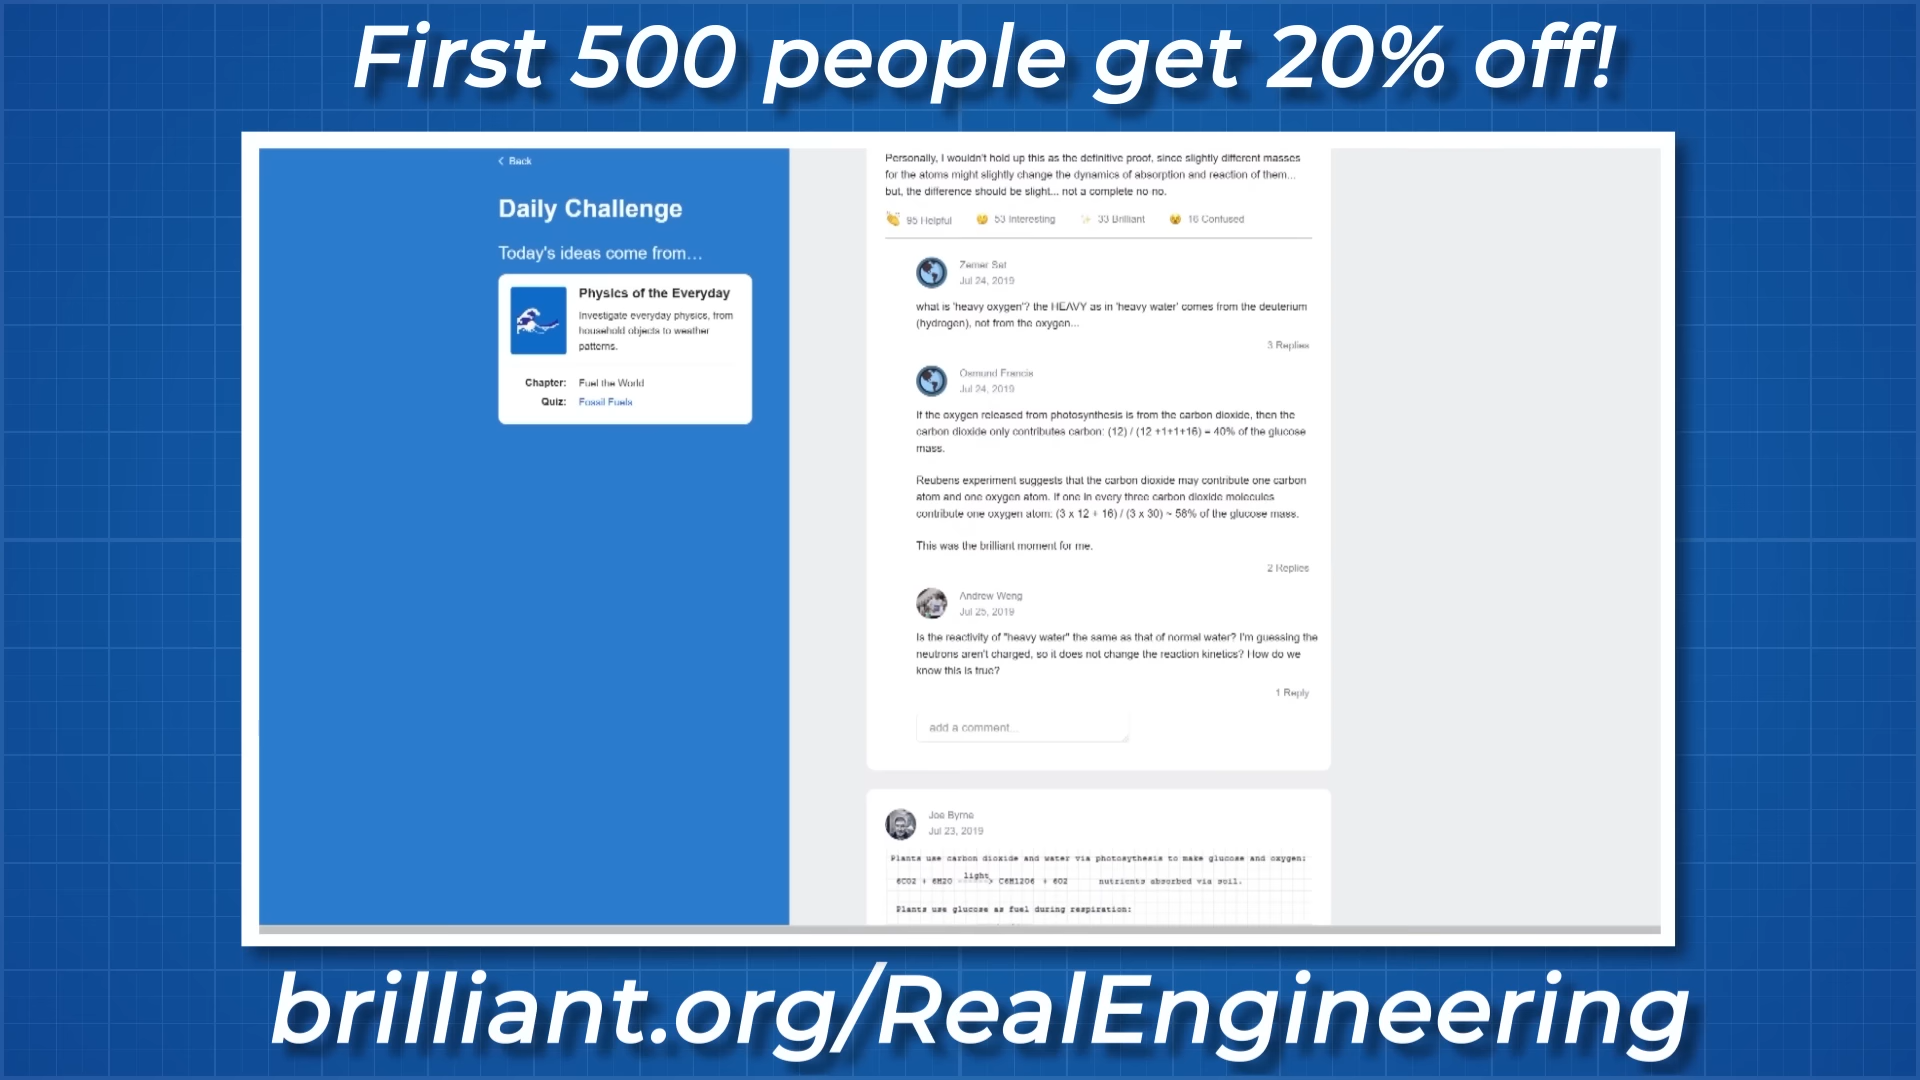 First 500 people get 20% off!
Back
Daily Challenge
Today's ideas come from...
Physics of the Everyday
Investigate everyday physics, from
household objects to weather
patterns.
Chapter: Fuel the World
Quiz: Fossil Fuels
Personally, I wouldn't hold up this as the definitive proof, since slightly different masses
for the atoms might slightly change the dynamics of absorption and reaction of them...
but, the difference should be slight... not a complete no no.
95 Helpful 53 Interesting 33 Brilliant 16 Confused
Zemer Sat
Jul 24, 2019
what is 'heavy oxygen'? the HEAVY as in 'heavy water' comes from the deuterium
(hydrogen), not from the oxygen...
3 Replies
Osmund Francis
Jul 24, 2019
If the oxygen released from photosynthesis is from the carbon dioxide, then the
carbon dioxide only contributes carbon: (12) / (12 +1+1+16) = 40% of the glucose
mass.
Reubens experiment suggests that the carbon dioxide may contribute one carbon
atom and one oxygen atom. If one in every three carbon dioxide molecules
contribute one oxygen atom: (3 x 12 + 16) / (3 x 30) ~ 58% of the glucose mass.
This was the brilliant moment for me.
2 Replies
Andrew Weng
Jul 25, 2019
Is the reactivity of "heavy water" the same as that of normal water? I'm guessing the
neutrons aren't charged, so it does not change the reaction kinetics? How do we
know this is true?
1 Reply
add a comment...
Joe Byrne
Jul 23, 2019
Plants use carbon dioxide and water via photosythesis to make glucose and oxygen:
light
6CO2 + 6H2O ------> C6H12O6 + 6O2 nutrients absorbed via soil.
Plants use glucose as fuel during respiration:
brilliant.org/RealEngineering